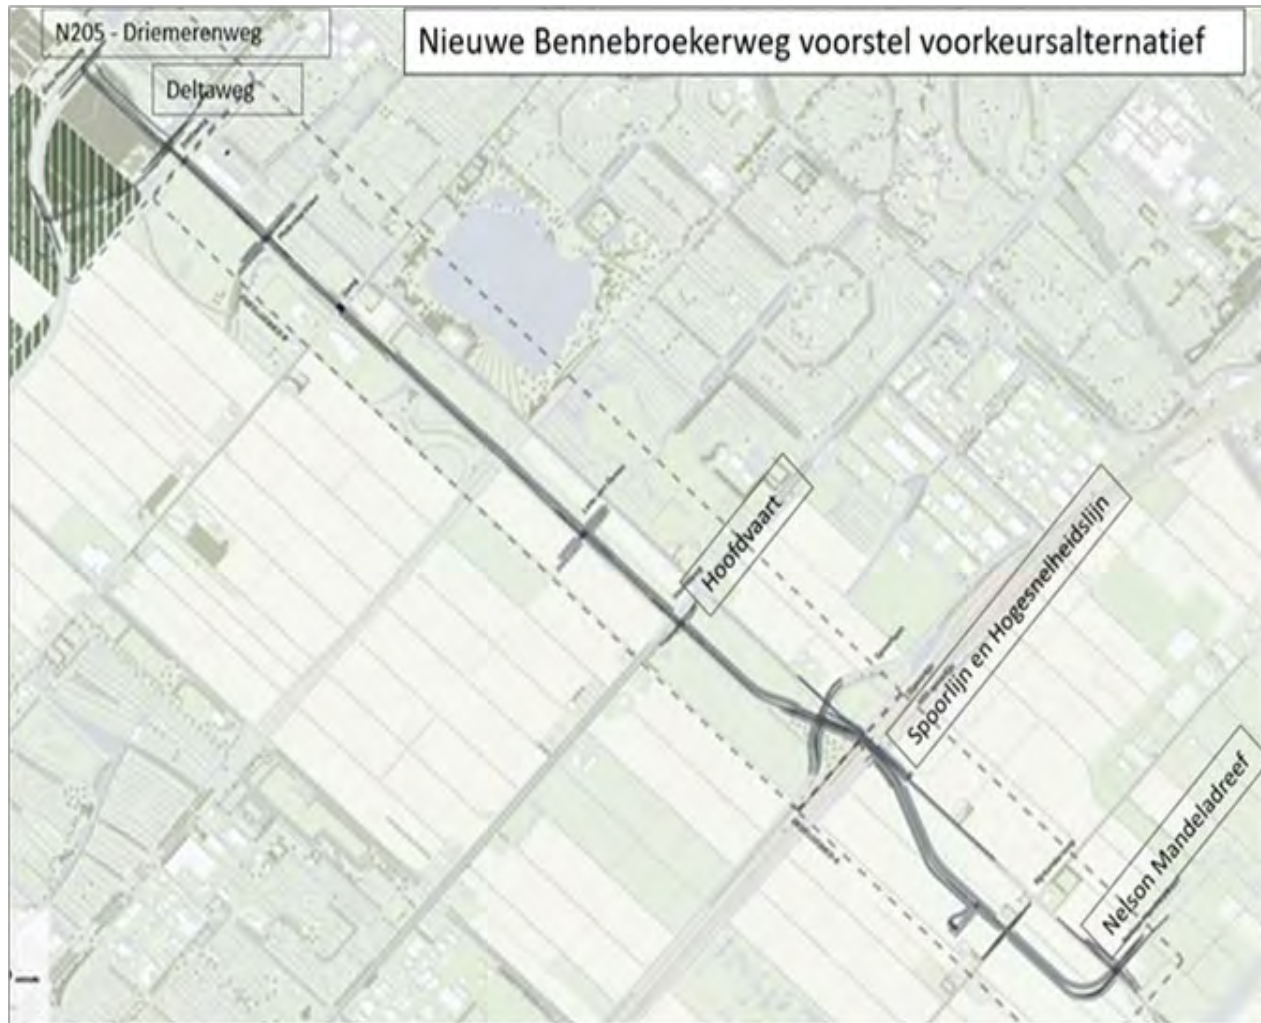 N205 - Driemerenweg
Nieuwe Bennebroekerweg voorstel voorkeursalternatief
Deltaweg
Hoofdvaart
Spoorlijn en Hogesnelheidslijn
Nelson Mandeladreef